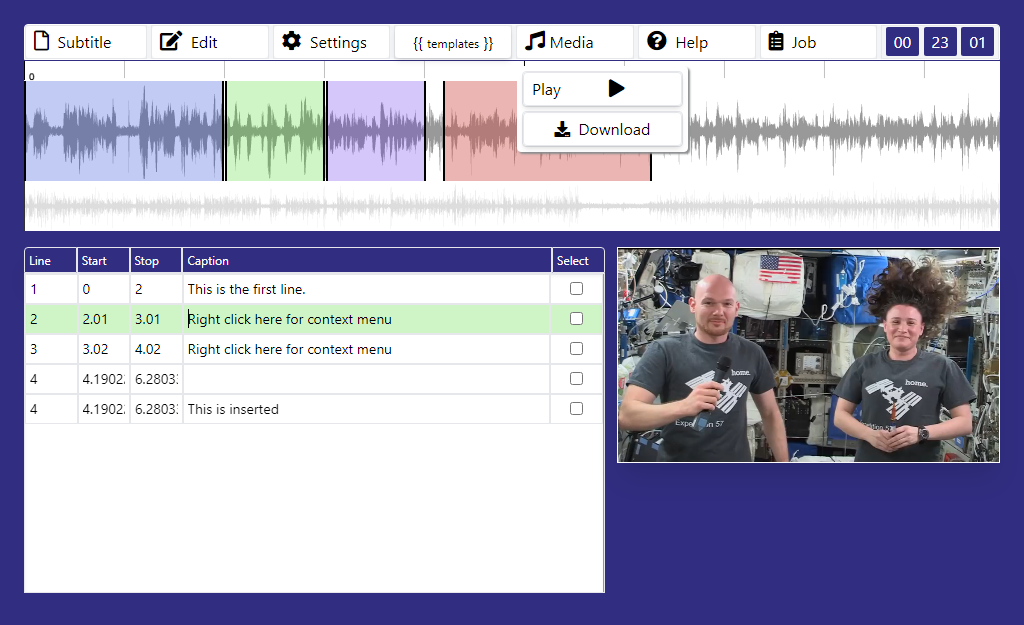 Subtitle Edit Settings {{ templates }} Media Help Job 00 23 01
0
Play
Download
Line Start Stop Caption Select
1 0 2 This is the first line.
2 2.01 3.01 Right click here for context menu
3 3.02 4.02 Right click here for context menu
4 4.1902 6.2803
4 4.1902 6.2803 This is inserted
home.
home.
57